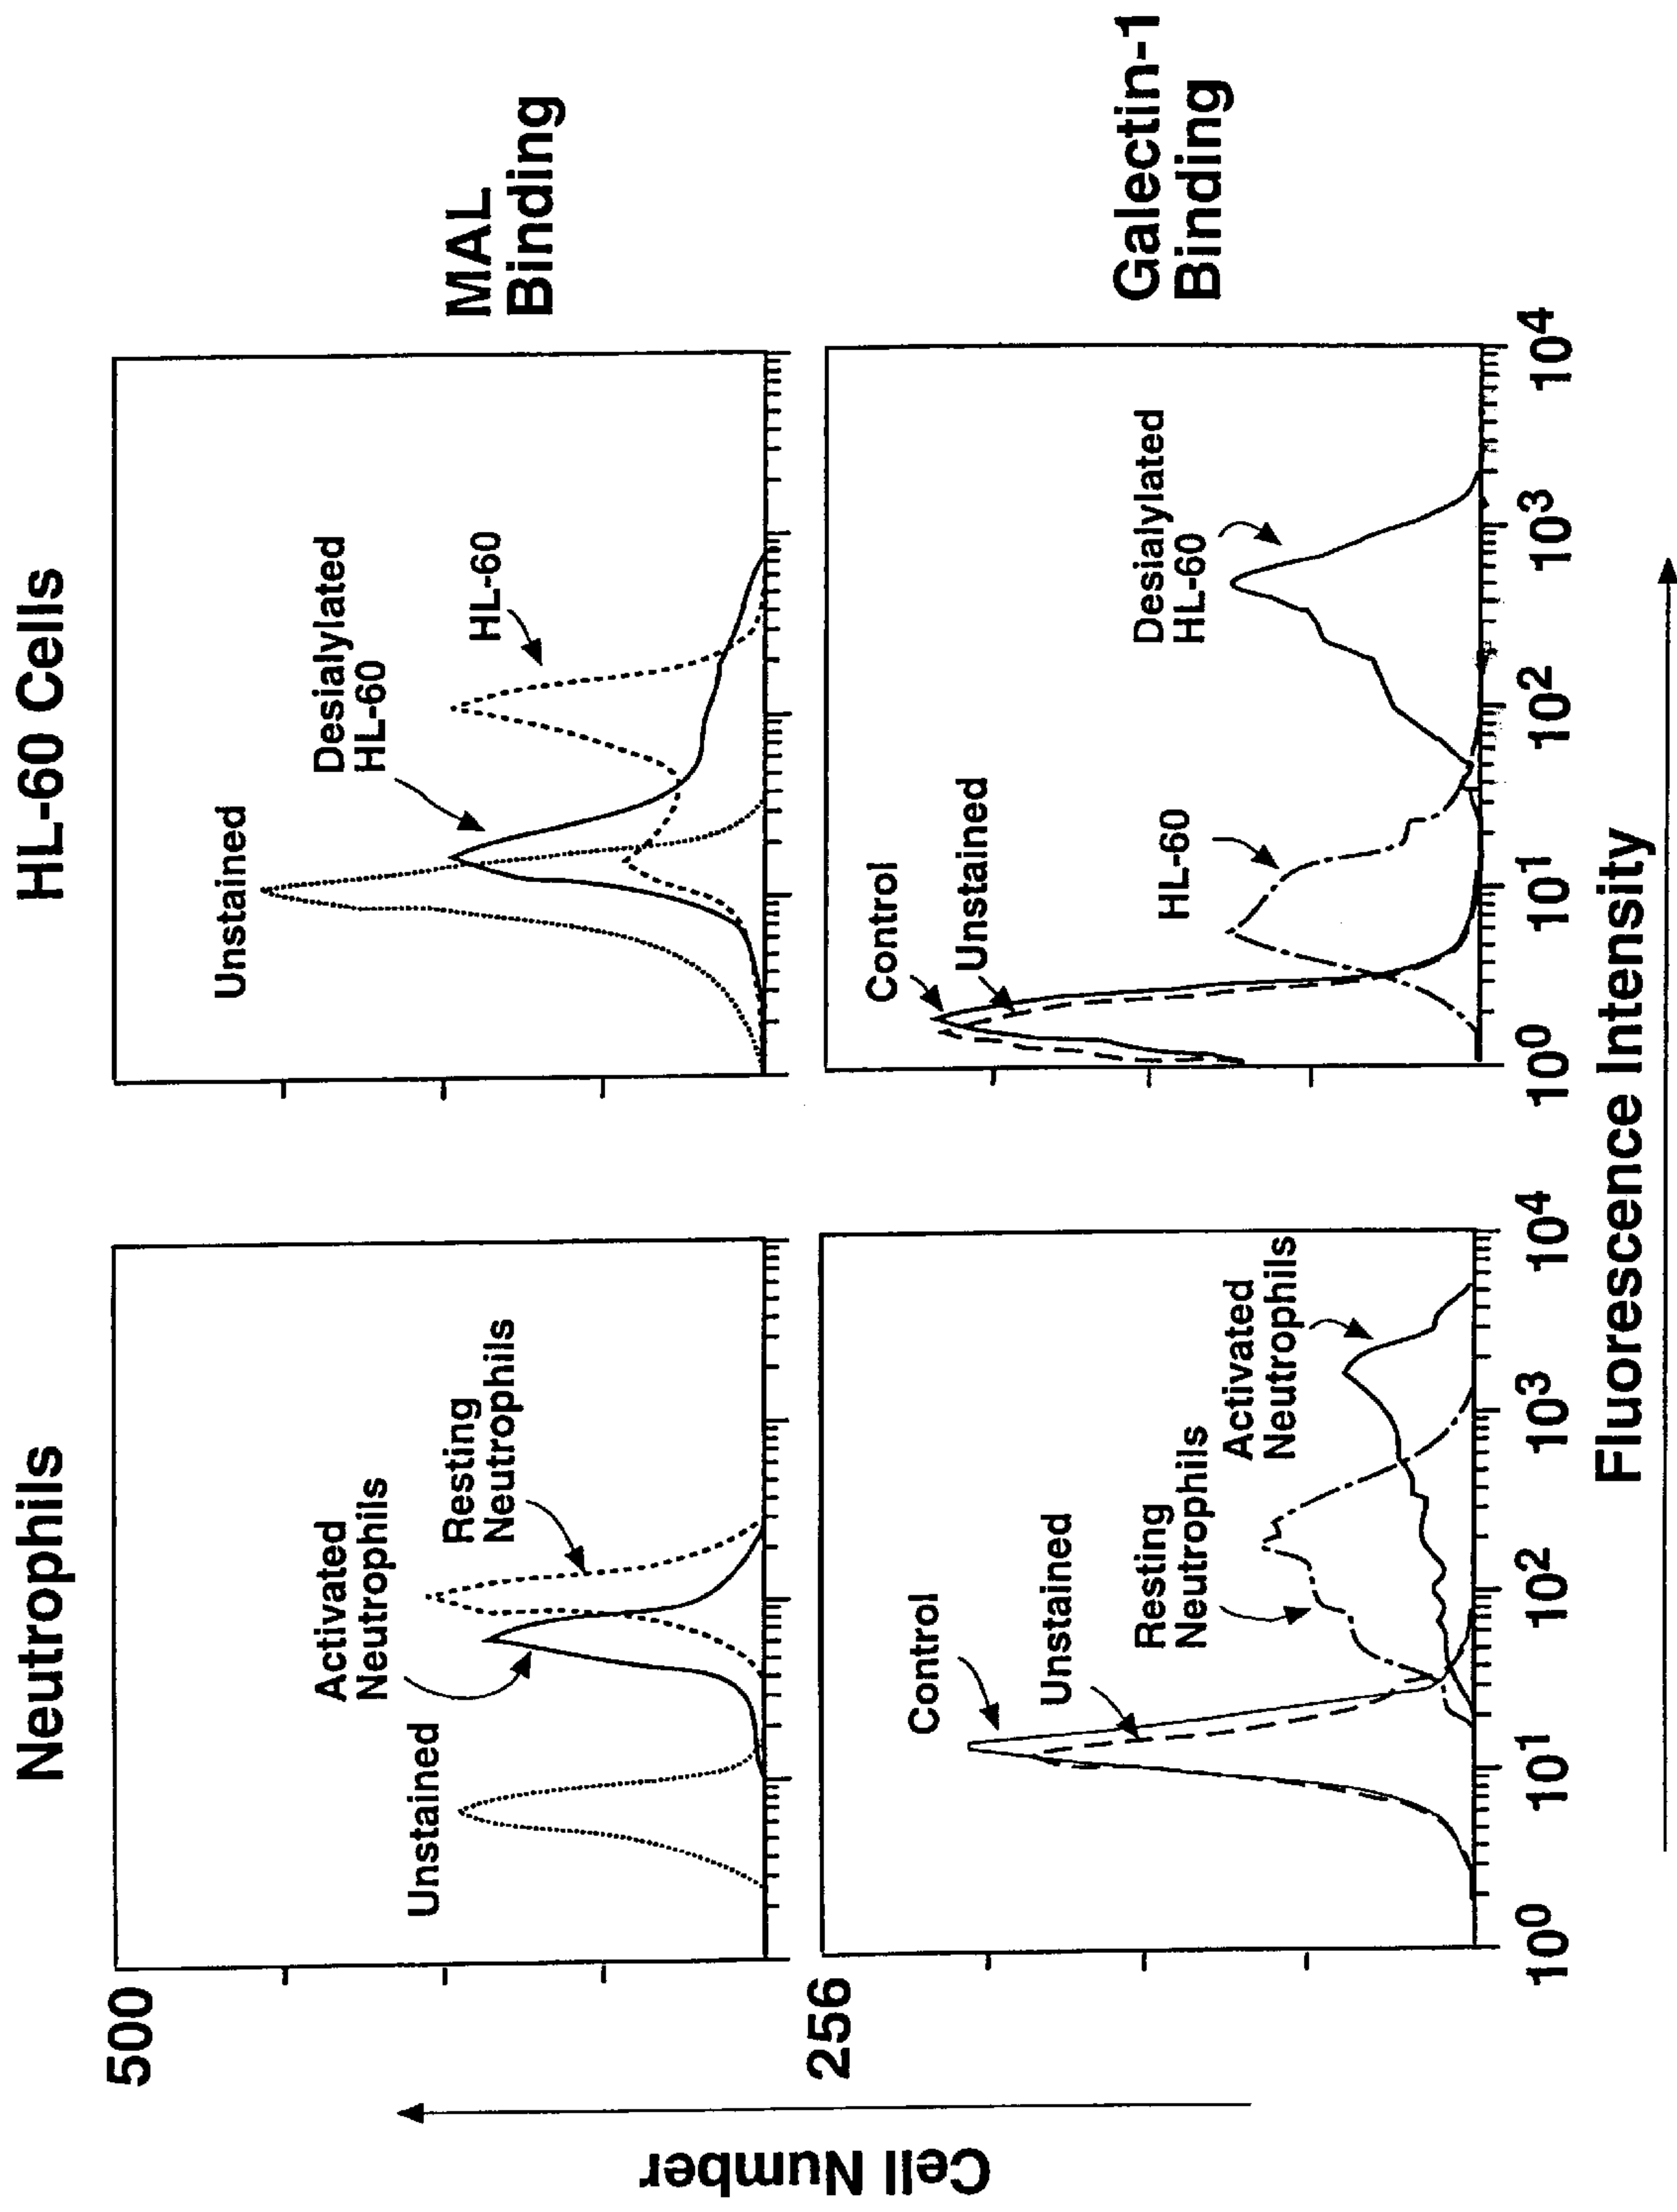 Neutrophils
HL-60 Cells
500
Unstained
Activated
Neutrophils
Resting
Neutrophils
Unstained
Desialylated
HL-60
HL-60
MAL
Binding
256
Control
Unstained
Resting
Neutrophils
Activated
Neutrophils
Control
Unstained
HL-60
Desialylated
HL-60
Galectin-1
Binding
10⁰ 10¹ 10² 10³ 10⁴
10⁰ 10¹ 10² 10³ 10⁴
Fluorescence Intensity
Cell Number